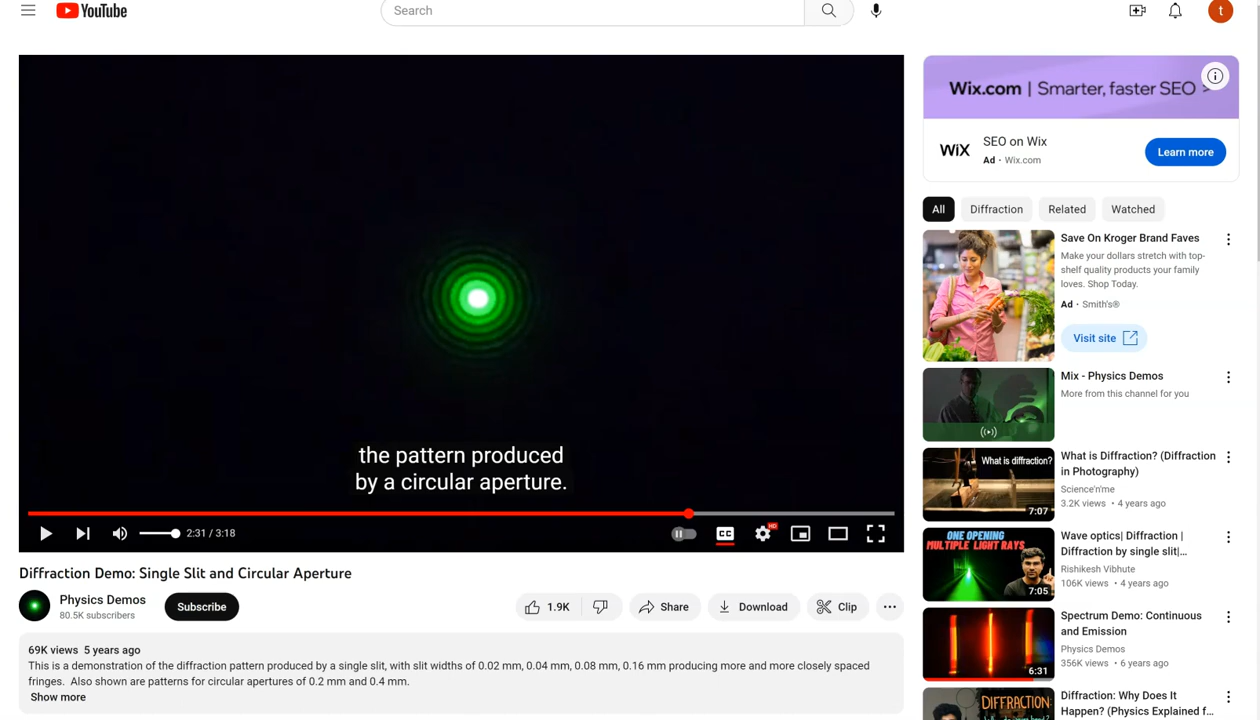 YouTube
Search
t
the pattern produced
by a circular aperture.
2:31 / 3:18
CC
HD
Diffraction Demo: Single Slit and Circular Aperture
Physics Demos
80.5K subscribers
Subscribe
1.9K
Share
Download
Clip
69K views 5 years ago
This is a demonstration of the diffraction pattern produced by a single slit, with slit widths of 0.02 mm, 0.04 mm, 0.08 mm, 0.16 mm producing more and more closely spaced
fringes. Also shown are patterns for circular apertures of 0.2 mm and 0.4 mm.
Show more
Wix.com | Smarter, faster SEO >
WiX
SEO on Wix
Ad · Wix.com
Learn more
All
Diffraction
Related
Watched
Save On Kroger Brand Faves
Make your dollars stretch with top-
shelf quality products your family
loves. Shop Today.
Ad · Smith's®
Visit site
Mix - Physics Demos
More from this channel for you
What is diffraction?
7:07
What is Diffraction? (Diffraction
in Photography)
Science'n'me
3.2K views · 4 years ago
ONE OPENING
MULTIPLE LIGHT RAYS
7:05
Wave optics| Diffraction |
Diffraction by single slit|...
Rishikesh Vibhute
106K views · 4 years ago
6:31
Spectrum Demo: Continuous
and Emission
Physics Demos
356K views · 6 years ago
DIFFRACTION:
Diffraction: Why Does It
Happen? (Physics Explained f...